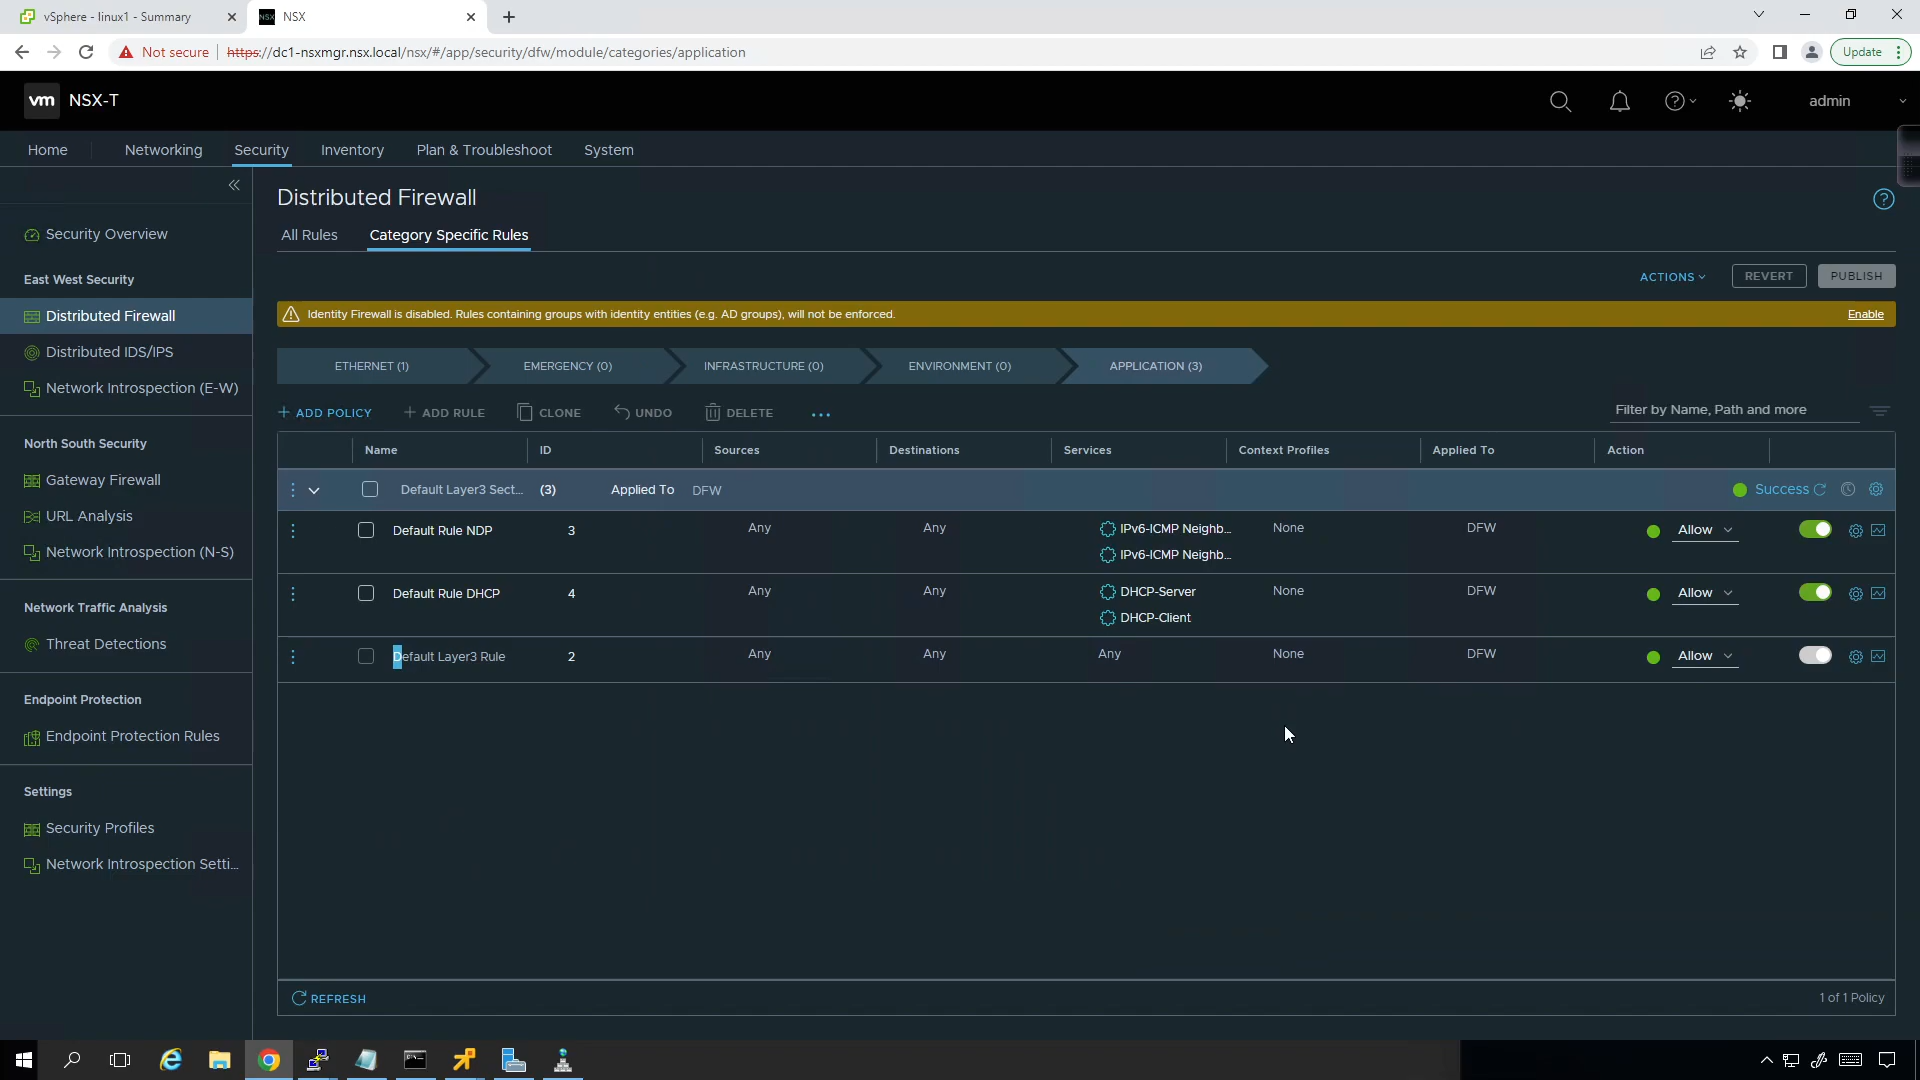 vSphere - linux1 - Summary
NSX NSX
Not secure https://dc1-nsxmgr.nsx.local/nsx/#/app/security/dfw/module/categories/application
Update
vm NSX-T
admin
Home Networking Security Inventory Plan & Troubleshoot System
Security Overview
East West Security
Distributed Firewall
Distributed IDS/IPS
Network Introspection (E-W)
North South Security
Gateway Firewall
URL Analysis
Network Introspection (N-S)
Network Traffic Analysis
Threat Detections
Endpoint Protection
Endpoint Protection Rules
Settings
Security Profiles
Network Introspection Setti...
Distributed Firewall
All Rules Category Specific Rules
ACTIONS REVERT PUBLISH
Identity Firewall is disabled. Rules containing groups with identity entities (e.g. AD groups), will not be enforced. Enable
ETHERNET (1) EMERGENCY (0) INFRASTRUCTURE (0) ENVIRONMENT (0) APPLICATION (3)
+ ADD POLICY + ADD RULE CLONE UNDO DELETE ... Filter by Name, Path and more
Name ID Sources Destinations Services Context Profiles Applied To Action
Default Layer3 Sect... (3) Applied To DFW Success
Default Rule NDP 3 Any Any IPv6-ICMP Neighb... None DFW Allow
IPv6-ICMP Neighb...
Default Rule DHCP 4 Any Any DHCP-Server None DFW Allow
DHCP-Client
Default Layer3 Rule 2 Any Any Any None DFW Allow
REFRESH 1 of 1 Policy